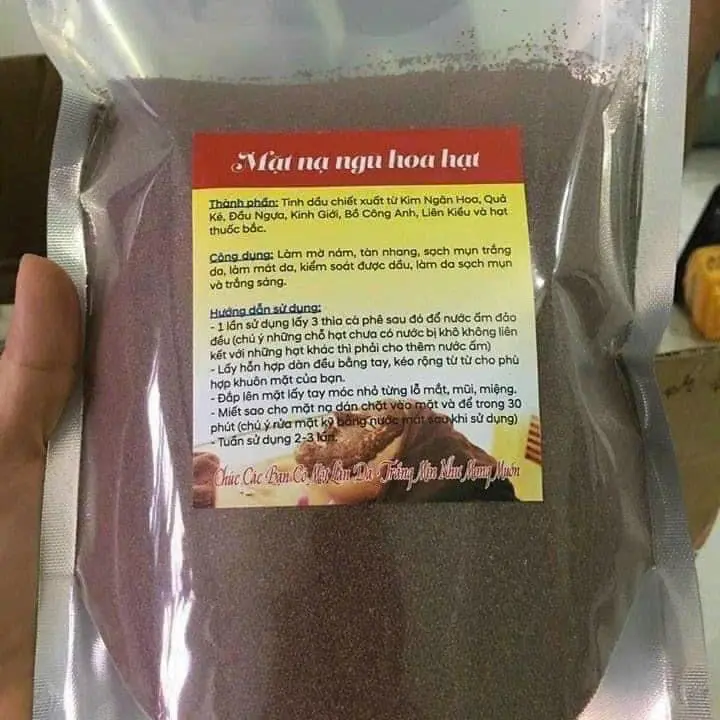 Mặt nạ ngu hoa hạt
Thành phần: Tinh dầu chiết xuất từ Kim Ngân Hoa, Quả
Ké, Đầu Ngựa, Kinh Giới, Bồ Công Anh, Liên Kiều và hạt
thuốc bắc.
Công dụng: Làm mờ nám, tàn nhang, sạch mụn trắng
da, làm mát da, kiểm soát được dầu, làm da sạch mụn
và trắng sáng.
Hướng dẫn sử dụng:
- 1 lần sử dụng lấy 3 thìa cá phê sau đó đổ nước ấm đảo
đều (chú ý những chỗ hạt chưa có nước bị khô không liên
kết với những hạt khác thì phải cho thêm nước ấm)
- Lấy hỗn hợp dàn đều bằng tay, kéo rộng từ từ cho phù
hợp khuôn mặt của bạn.
- Đắp lên mặt lấy tay móc nhỏ từng lỗ mắt, mũi, miệng.
- Miết sao cho mặt nạ dán chặt vào mặt và để trong 30
phút (chú ý rửa mặt kỹ bằng nước mát sau khi sử dụng)
- Tuần sử dụng 2-3 lần.
Chúc Các Bạn Có Một Làn Da - Trắng Mịn Như Mong Muốn